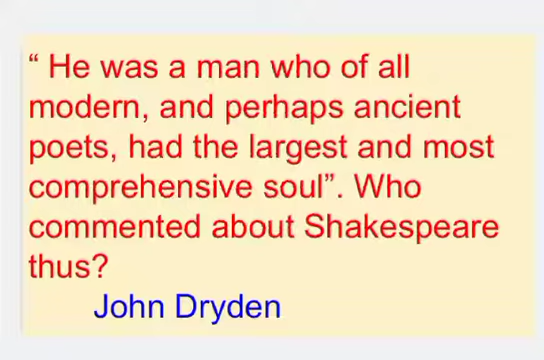 “ He was a man who of all
modern, and perhaps ancient
poets, had the largest and most
comprehensive soul”. Who
commented about Shakespeare
thus?
John Dryden